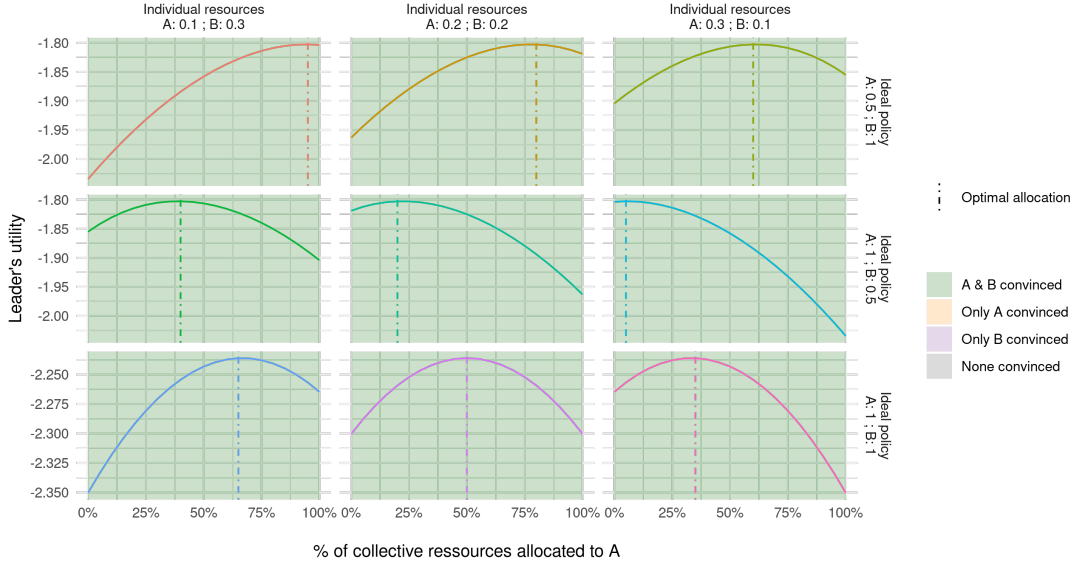 Individual resources
A: 0.1 ; B: 0.3
Individual resources
A: 0.2 ; B: 0.2
Individual resources
A: 0.3 ; B: 0.1
-1.80
-1.85
-1.90
-1.95
-2.00
Ideal policy
A: 0.5 ; B: 1
-1.80
-1.85
-1.90
-1.95
-2.00
Ideal policy
A: 1 ; B: 0.5
-2.250
-2.275
-2.300
-2.325
-2.350
Ideal policy
A: 1 ; B: 1
0%
25%
50%
75%
100%
0%
25%
50%
75%
100%
0%
25%
50%
75%
100%
% of collective ressources allocated to A
Leader's utility
Optimal allocation
A & B convinced
Only A convinced
Only B convinced
None convinced